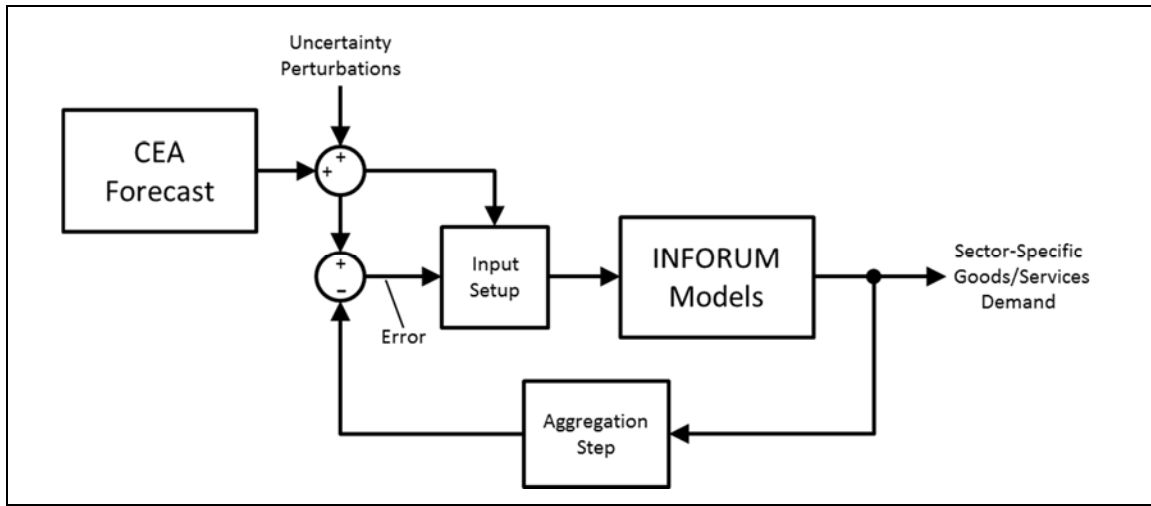 Uncertainty
Perturbations
CEA
Forecast
+
+
+
−
Input
Setup
Error
INFORUM
Models
Sector-Specific
Goods/Services
Demand
Aggregation
Step